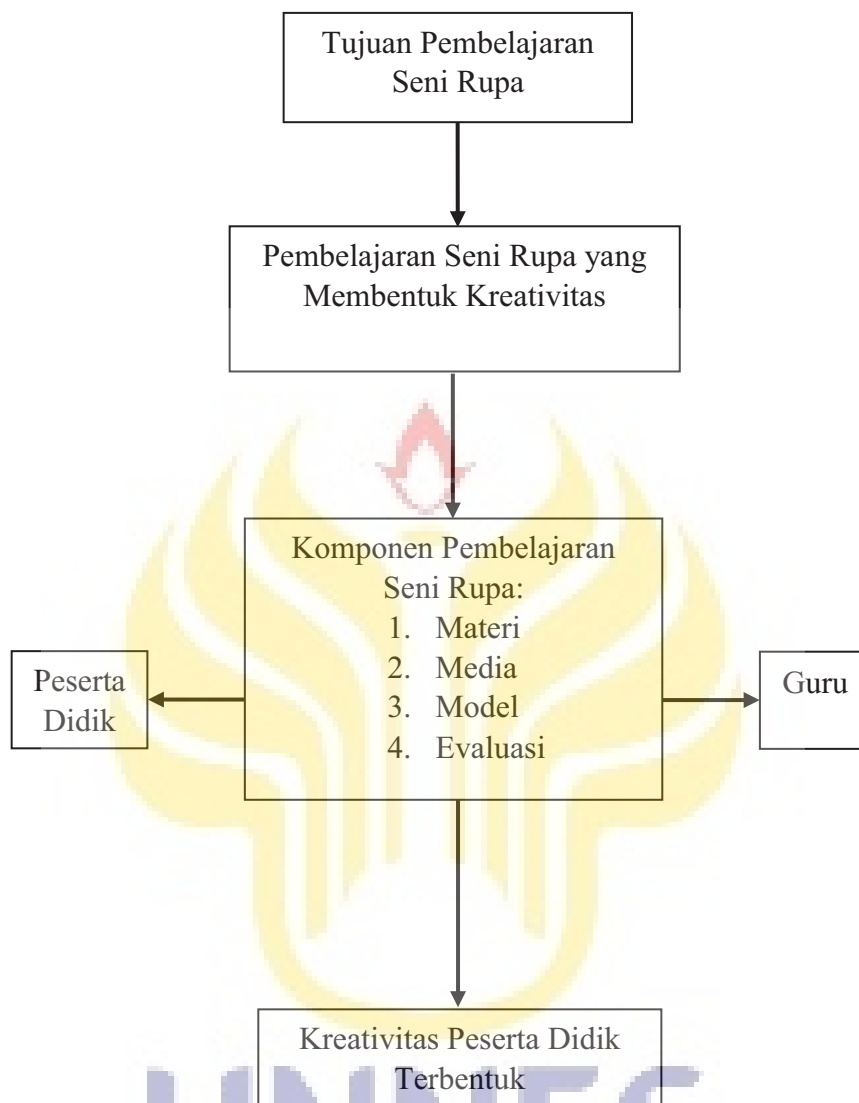 Tujuan Pembelajaran
Seni Rupa
Pembelajaran Seni Rupa yang
Membentuk Kreativitas
Komponen Pembelajaran
Seni Rupa:
1. Materi
2. Media
3. Model
4. Evaluasi
Peserta
Didik
Guru
Kreativitas Peserta Didik
Terbentuk
UNNES